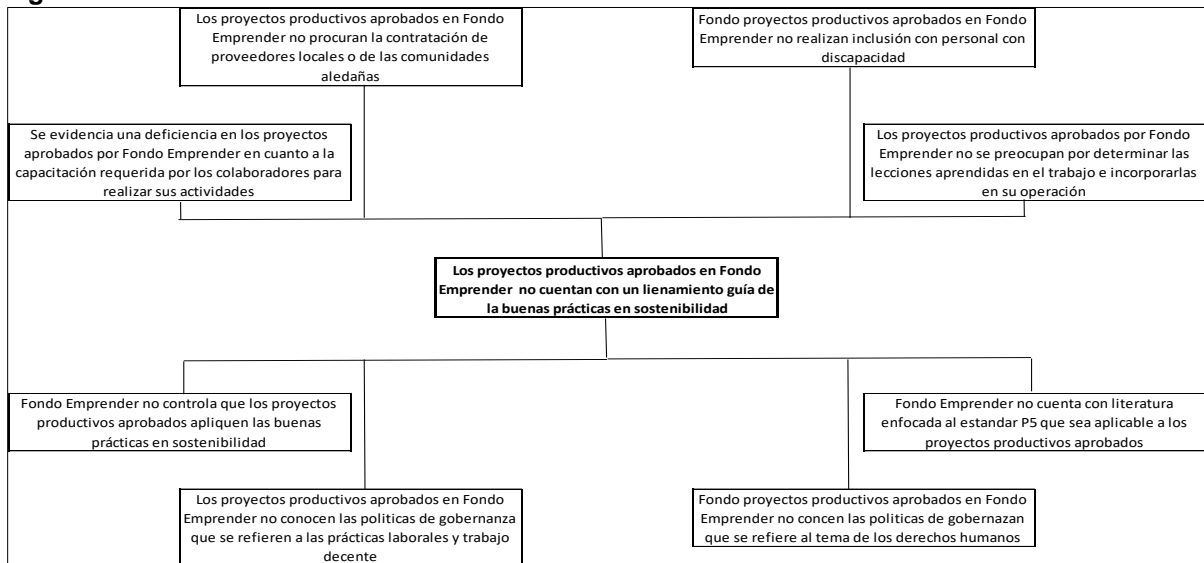 Los proyectos productivos aprobados en Fondo
Emprender no procuran la contratación de
proveedores locales o de las comunidades
aledañas
Fondo proyectos productivos aprobados en Fondo
Emprender no realizan inclusión con personal con
discapacidad
Se evidencia una deficiencia en los proyectos
aprobados por Fondo Emprender en cuanto a la
capacitación requerida por los colaboradores para
realizar sus actividades
Los proyectos productivos aprobados por Fondo
Emprender no se preocupan por determinar las
lecciones aprendidas en el trabajo e incorporarlas
en su operación
Los proyectos productivos aprobados en Fondo
Emprender no cuentan con un lienamiento guía de
la buenas prácticas en sostenibilidad
Fondo Emprender no controla que los proyectos
productivos aprobados apliquen las buenas
prácticas en sostenibilidad
Fondo Emprender no cuenta con literatura
enfocada al estandar P5 que sea aplicable a los
proyectos productivos aprobados
Los proyectos productivos aprobados en Fondo
Emprender no conocen las politicas de gobernanza
que se refieren a las prácticas laborales y trabajo
decente
Fondo proyectos productivos aprobados en Fondo
Emprender no concen las politicas de gobernazan
que se refiere al tema de los derechos humanos